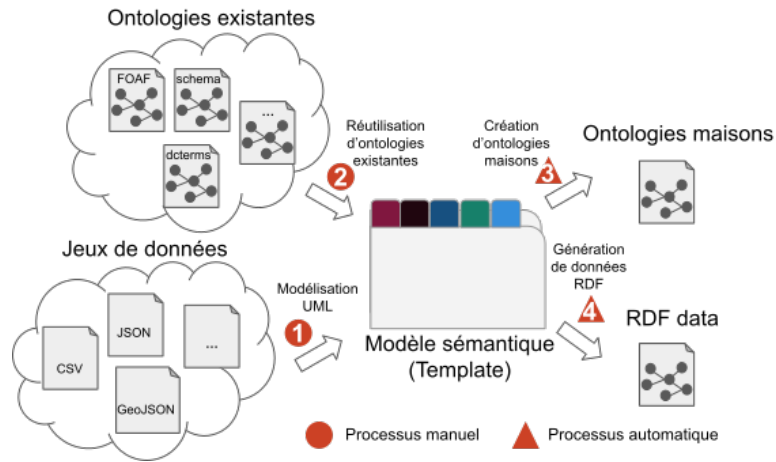 Ontologies existantes
FOAF
schema
...
dcterms
Réutilisation
d'ontologies
existantes
2
Création
d'ontologies
maisons
3
Ontologies maisons
Jeux de données
JSON
...
CSV
GeoJSON
Modélisation
UML
1
Modèle sémantique
(Template)
Génération
de données
RDF
4
RDF data
Processus manuel
Processus automatique